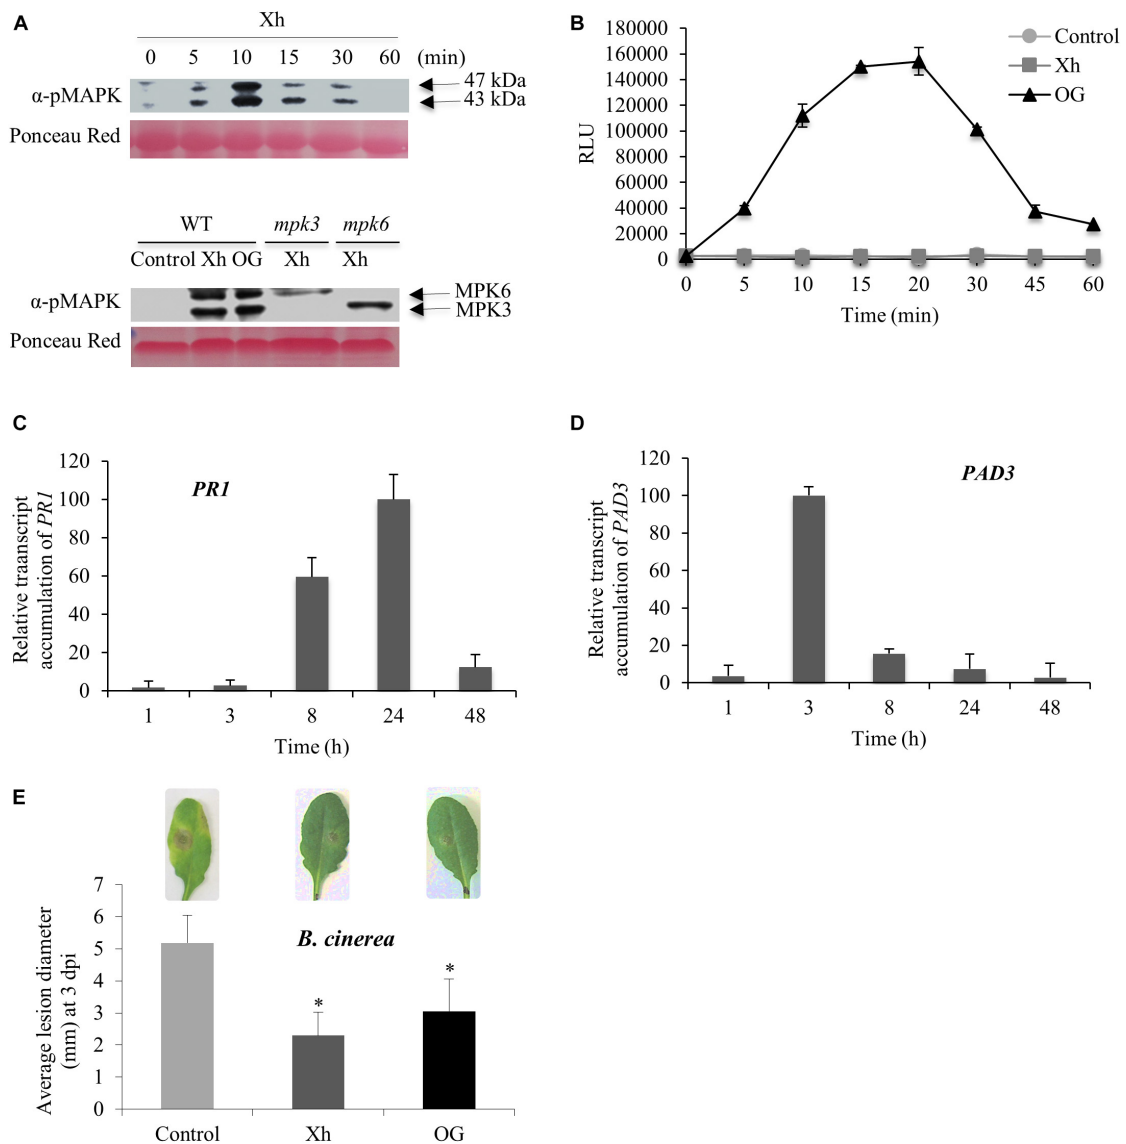 A
Xh
0 5 10 15 30 60 (min)
α-pMAPK
47 kDa
43 kDa
Ponceau Red
WT mpk3 mpk6
Control Xh OG Xh Xh
α-pMAPK
MPK6
MPK3
Ponceau Red
B
180000
160000
140000
120000
100000
80000
60000
40000
20000
0
RLU
0 5 10 15 20 30 45 60
Time (min)
Control
Xh
OG
C
PR1
Relative traanscript
accumulation of PR1
120
100
80
60
40
20
0
1 3 8 24 48
Time (h)
D
PAD3
Relative transcript
accumulation of PAD3
120
100
80
60
40
20
0
1 3 8 24 48
Time (h)
E
Average lesion diameter
(mm) at 3 dpi
7
6
5
4
3
2
1
0
B. cinerea
*
*
Control Xh OG